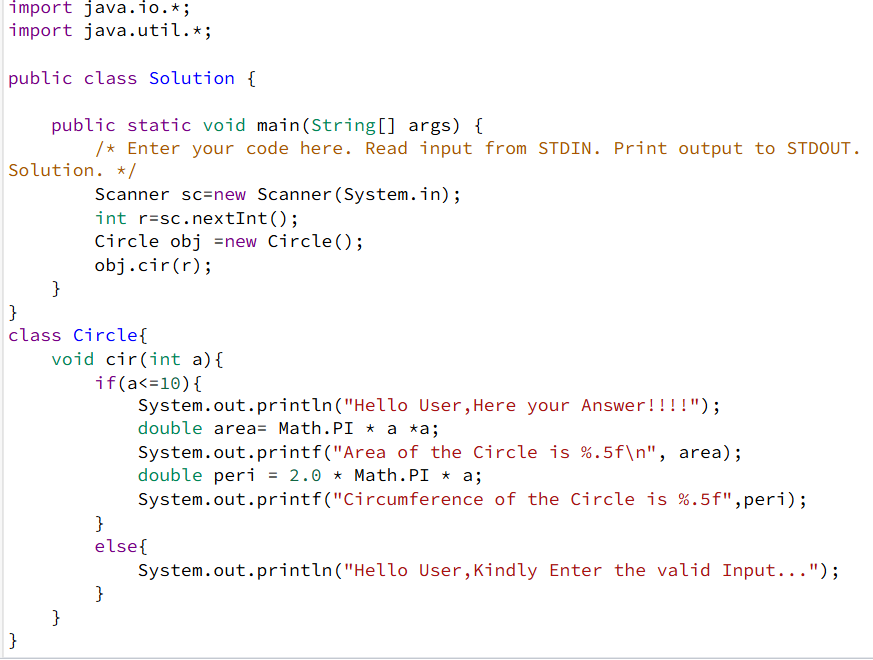 import java.io.*;
import java.util.*;

public class Solution {

    public static void main(String[] args) {
        /* Enter your code here. Read input from STDIN. Print output to STDOUT.
Solution. */
        Scanner sc=new Scanner(System.in);
        int r=sc.nextInt();
        Circle obj =new Circle();
        obj.cir(r);
    }
}
class Circle{
    void cir(int a){
        if(a<=10){
            System.out.println("Hello User,Here your Answer!!!!");
            double area= Math.PI * a *a;
            System.out.printf("Area of the Circle is %.5f\n", area);
            double peri = 2.0 * Math.PI * a;
            System.out.printf("Circumference of the Circle is %.5f",peri);
        }
        else{
            System.out.println("Hello User,Kindly Enter the valid Input...");
        }
    }
}